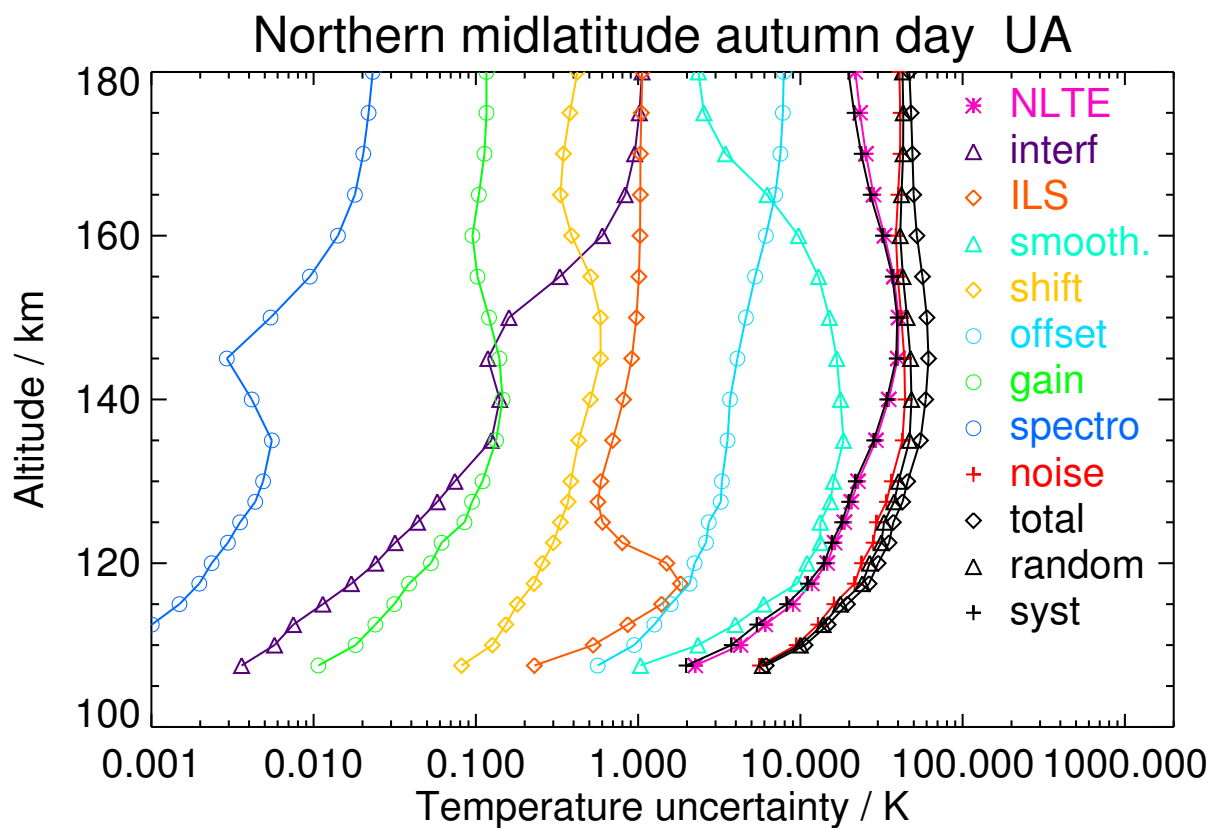 Northern midlatitude autumn day UA
180
160
140
120
100
Altitude / km
NLTE
interf
ILS
smooth.
shift
offset
gain
spectro
noise
total
random
syst
0.001 0.010 0.100 1.000 10.000 100.000 1000.000
Temperature uncertainty / K